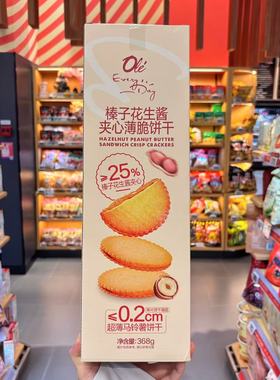 Olé
Every
Day
榛子花生酱
夹心薄脆饼干
HAZELNUT PEANUT BUTTER
SANDWICH CRISP CRACKERS
≥25%
榛子花生酱夹心
≤0.2cm
超薄马铃薯饼干
净含量:368g